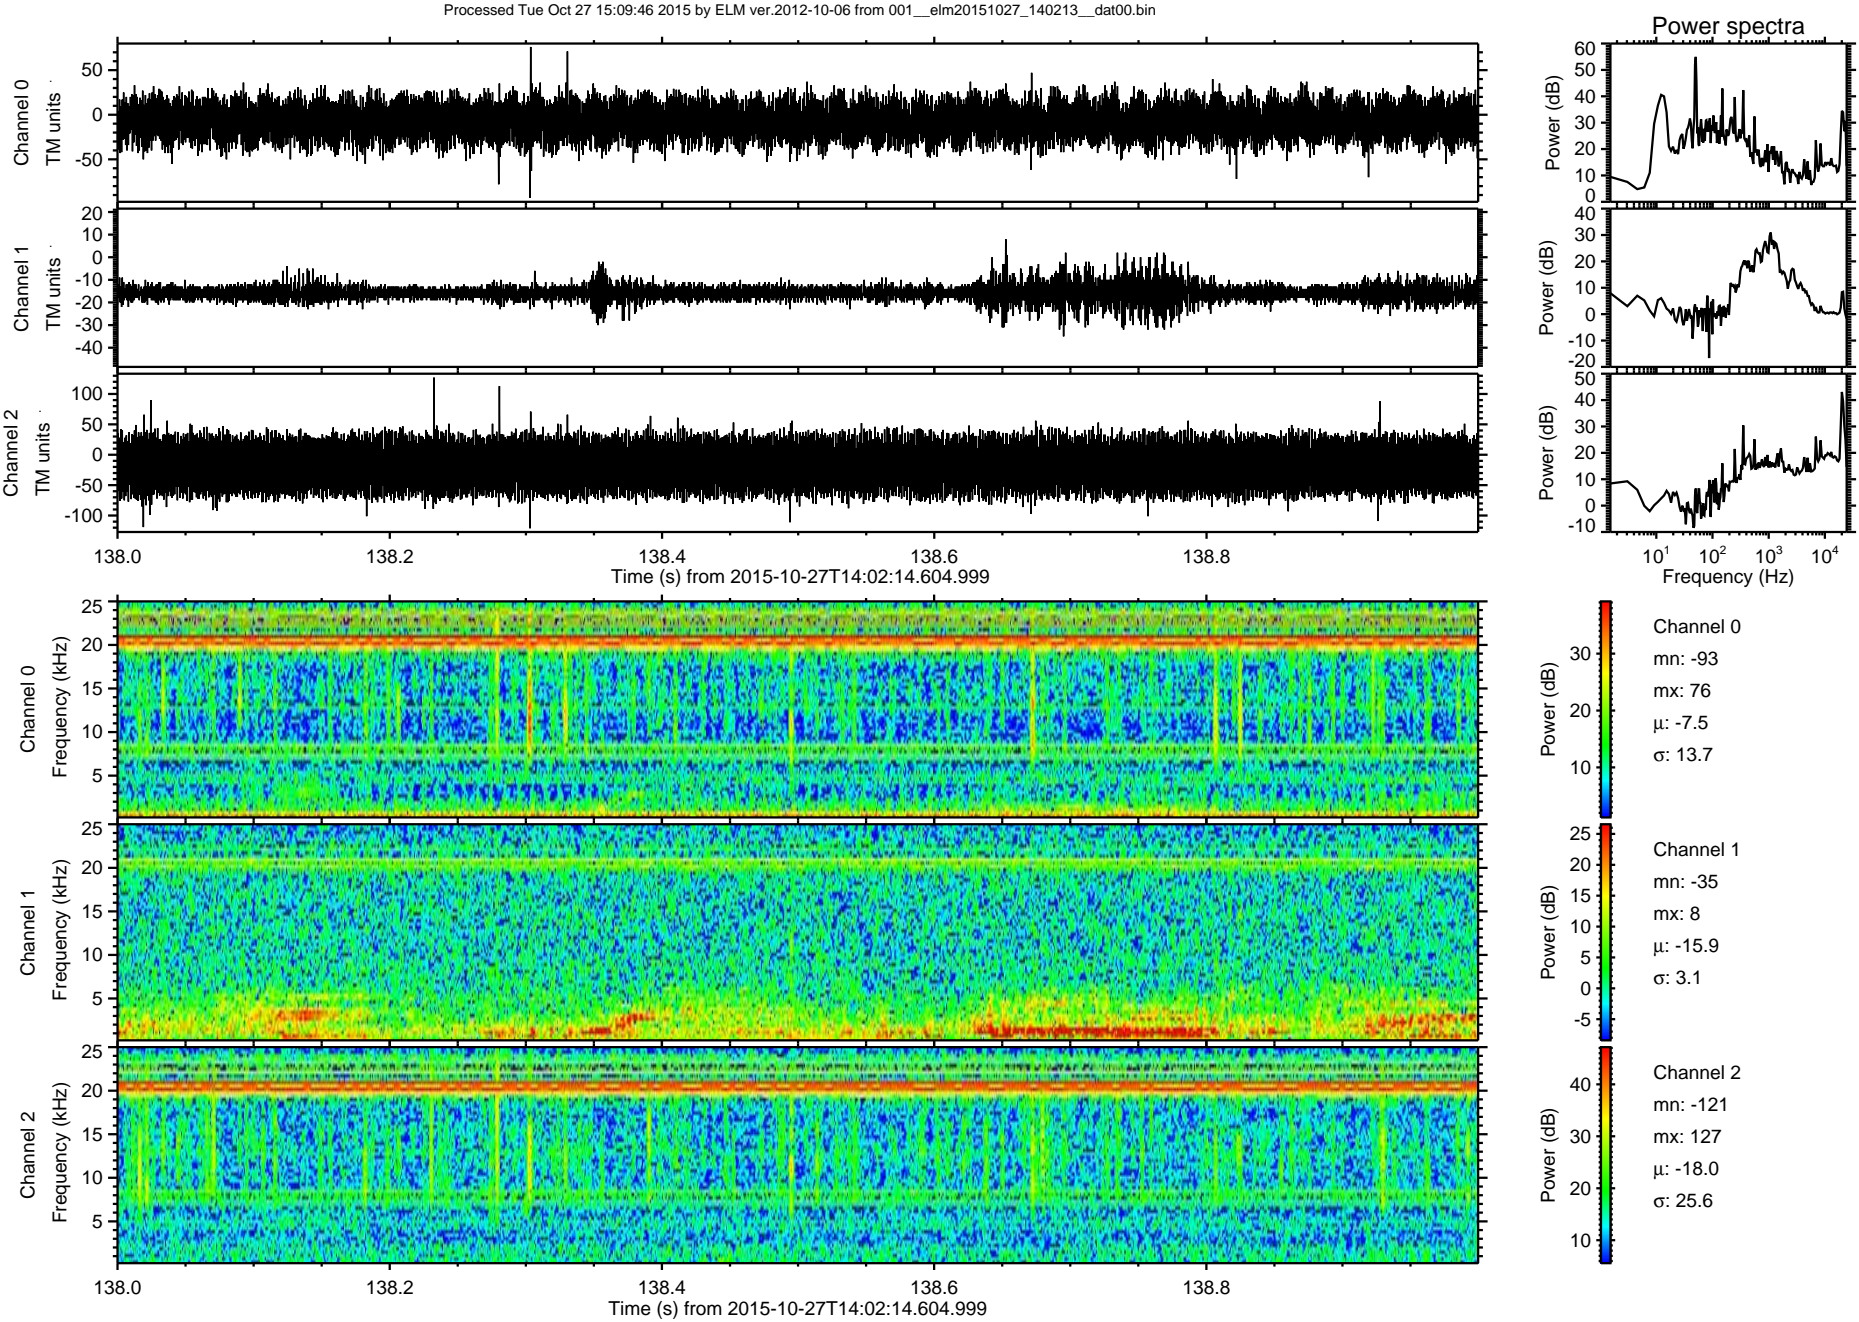 Processed Tue Oct 27 15:09:46 2015 by ELM ver.2012-10-06 from 001__elm20151027_140213__dat00.bin
Power spectra
Channel 0
TM units
50
0
-50
Power (dB)
60
50
40
30
20
10
0
Channel 1
TM units
20
10
0
-10
-20
-30
-40
Power (dB)
40
30
20
10
0
-10
-20
Channel 2
TM units
100
50
0
-50
-100
Power (dB)
50
40
30
20
10
0
-10
138.0 138.2 138.4 138.6 138.8
Time (s) from 2015-10-27T14:02:14.604.999
10¹ 10² 10³ 10⁴
Frequency (Hz)
Channel 0
Frequency (kHz)
25
20
15
10
5
Power (dB)
30
20
10
Channel 0
mn: -93
mx: 76
µ: -7.5
σ: 13.7
Channel 1
Frequency (kHz)
25
20
15
10
5
Power (dB)
25
20
15
10
5
0
-5
Channel 1
mn: -35
mx: 8
µ: -15.9
σ: 3.1
Channel 2
Frequency (kHz)
25
20
15
10
5
Power (dB)
40
30
20
10
Channel 2
mn: -121
mx: 127
µ: -18.0
σ: 25.6
138.0 138.2 138.4 138.6 138.8
Time (s) from 2015-10-27T14:02:14.604.999